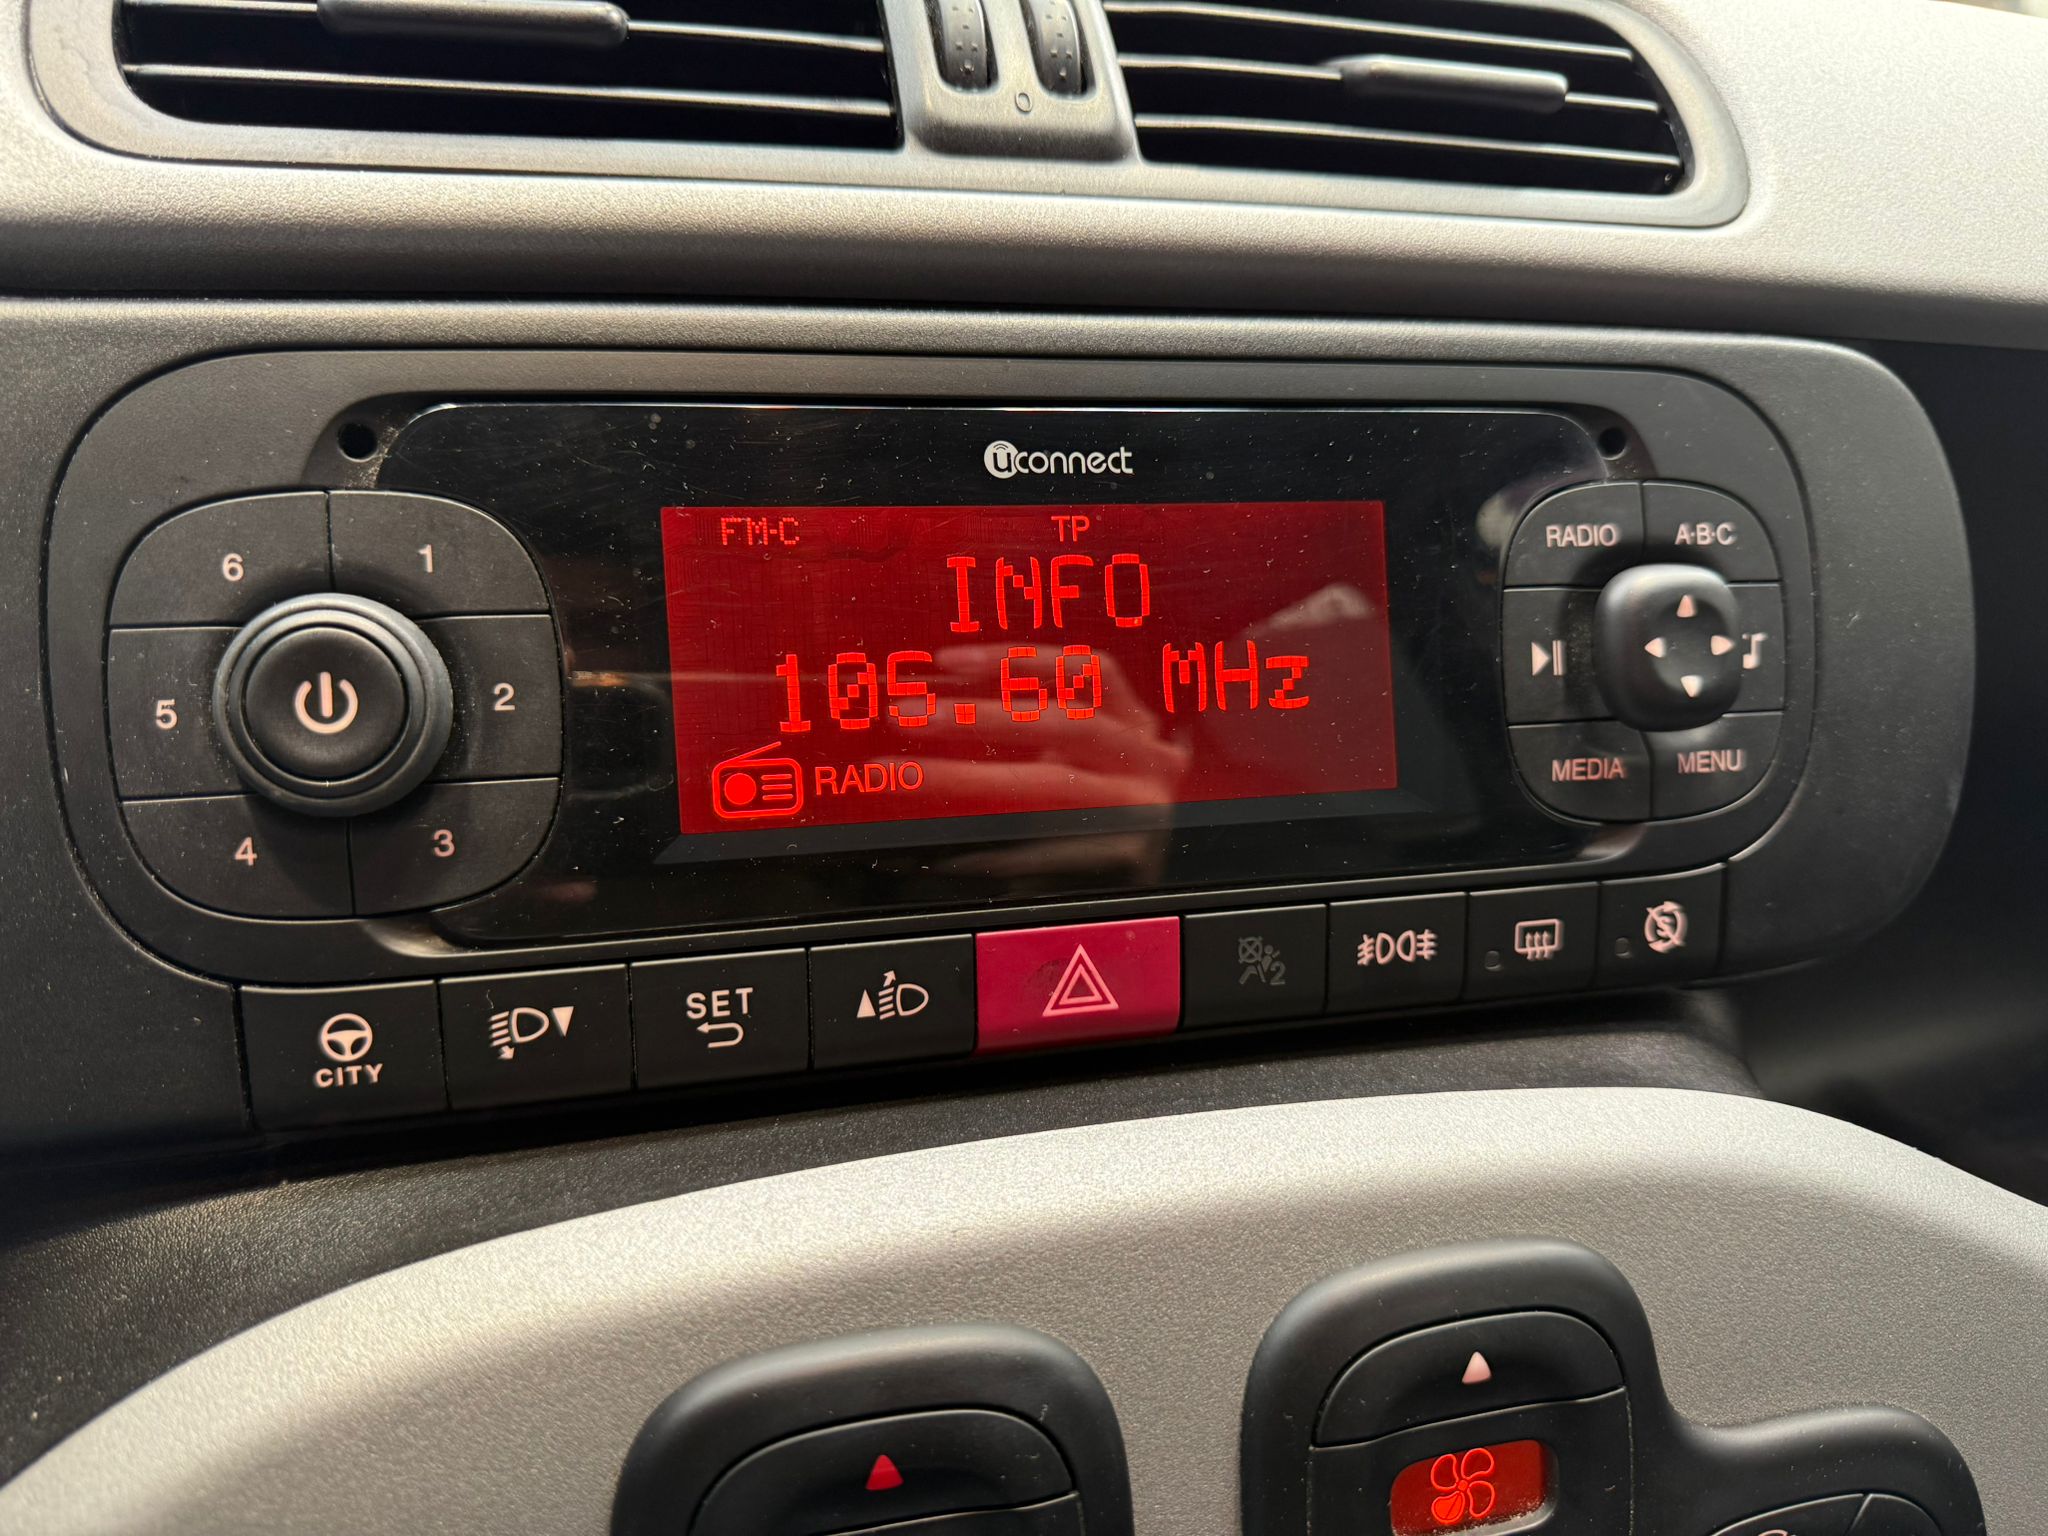 uconnect
FM-C TP
INFO
105.60 MHz
RADIO
6 1
5 2
4 3
RADIO A·B·C
MEDIA MENU
CITY
SET
2